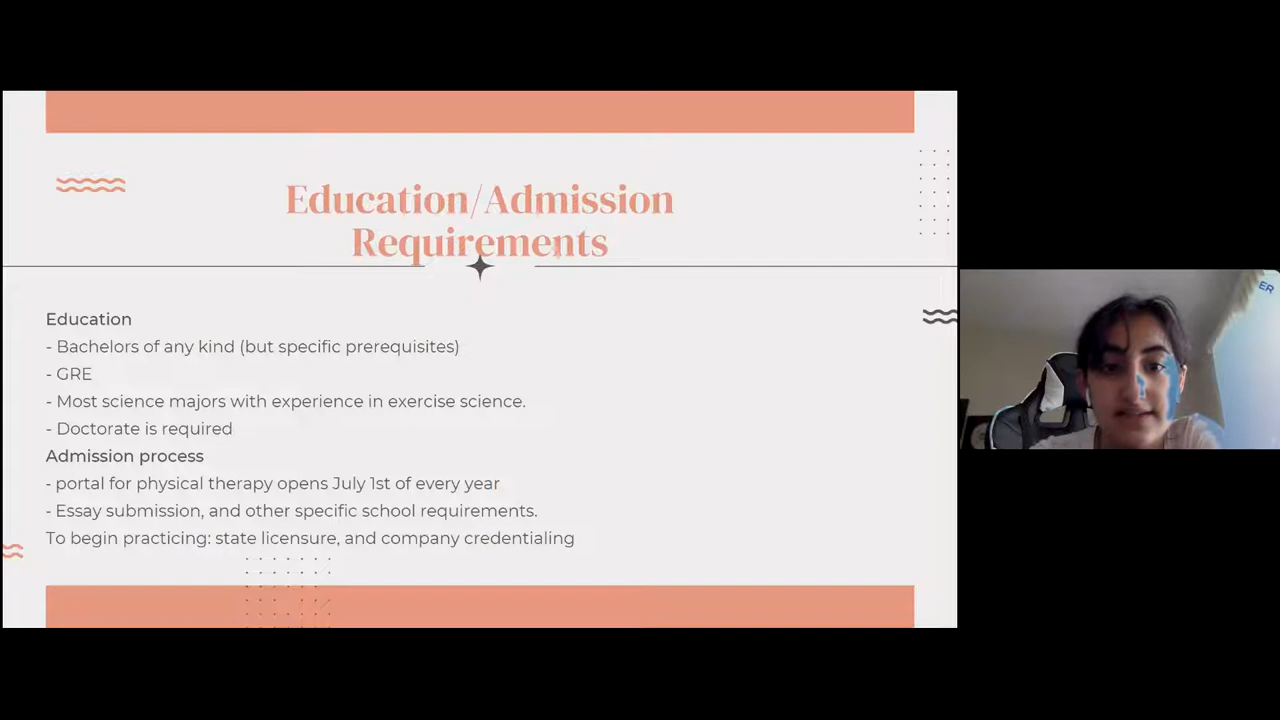 Education/Admission
Requirements
Education
- Bachelors of any kind (but specific prerequisites)
- GRE
- Most science majors with experience in exercise science.
- Doctorate is required
Admission process
- portal for physical therapy opens July 1st of every year
- Essay submission, and other specific school requirements.
To begin practicing: state licensure, and company credentialing
ER